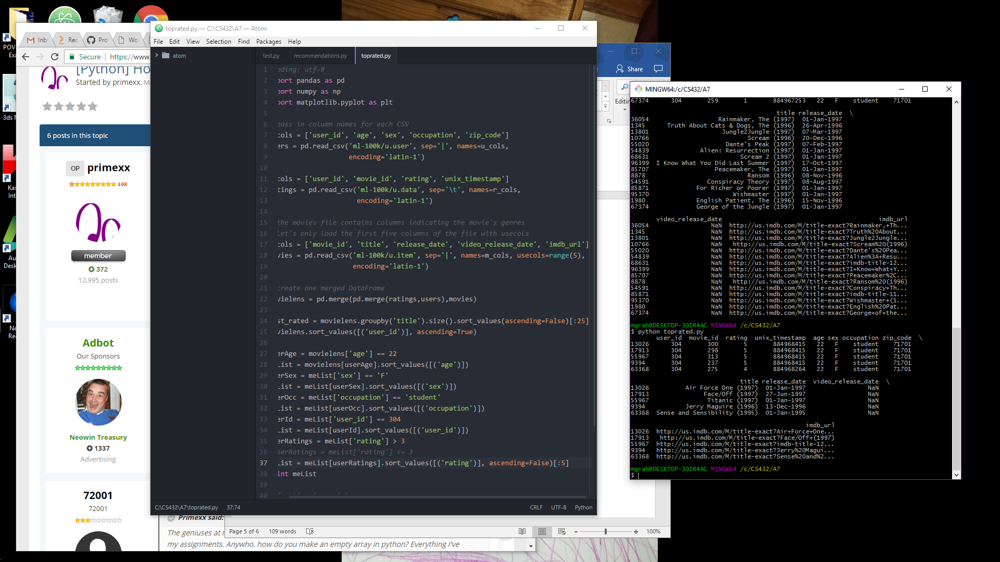 POV-
Exa
3ds M
Kas
Int
Au
Desk
Ne
Rec
Inb
Rec
Pro
Wo
Secure
https://www.
[Python] Ho
Started by primexx, Ma
6 posts in this topic
OP primexx
10K
member
372
12,995 posts
Adbot
Our Sponsors
Neowin Treasury
1337
Advertising
72001
72001
Primexx said:
The geniuses at
my assignments. Anywho, how do you make an empty array in python? Everything I've
toprated.py — C:\CS432\A7 — Atom
File Edit View Selection Find Packages Help
atom
test.py recommendations.py toprated.py
1 oding: utf-8
2 port pandas as pd
3 port numpy as np
4 port matplotlib.pyplot as plt
5
6 pass in column names for each CSV
7 cols = ['user_id', 'age', 'sex', 'occupation', 'zip_code']
8 ers = pd.read_csv('ml-100k/u.user', sep='|', names=u_cols,
9 encoding='latin-1')
10
11 cols = ['user_id', 'movie_id', 'rating', 'unix_timestamp']
12 tings = pd.read_csv('ml-100k/u.data', sep='\t', names=r_cols,
13 encoding='latin-1')
14
15 the movies file contains columns indicating the movie's genres
16 let's only load the first five columns of the file with usecols
17 cols = ['movie_id', 'title', 'release_date', 'video_release_date', 'imdb_url']
18 vies = pd.read_csv('ml-100k/u.item', sep='|', names=m_cols, usecols=range(5),
19 encoding='latin-1')
20
21 create one merged DataFrame
22 vielens = pd.merge(pd.merge(ratings,users),movies)
23
24 st_rated = movielens.groupby('title').size().sort_values(ascending=False)[:25]
25 vielens.sort_values([('user_id')], ascending=True)
26
27 erAge = movielens['age'] == 22
28 List = movielens[userAge].sort_values([('age')])
29 erSex = meList['sex'] == 'F'
30 List = meList[userSex].sort_values([('sex')])
31 erOcc = meList['occupation'] == 'student'
32 List = meList[userOcc].sort_values([('occupation')])
33 erId = meList['user_id'] == 304
34 List = meList[userId].sort_values([('user_id')])
35 erRatings = meList['rating'] > 3
36 serRatings = meList['rating'] <= 3
37 List = meList[userRatings].sort_values([('rating')], ascending=False)[:5]
38 int meList
39
40
C:\CS432\A7\toprated.py 37:74 CRLF UTF-8 Python
Share
Editin
Page 5 of 6 109 words 100%
MINGW64:/c/CS432/A7
67374 304 259 1 884967253 22 F student 71701
title release_date \
36054 Rainmaker, The (1997) 01-Jan-1997
1345 Truth About Cats & Dogs, The (1996) 26-Apr-1996
13801 Jungle2Jungle (1997) 07-Mar-1997
10766 Scream (1996) 20-Dec-1996
55020 Dante's Peak (1997) 07-Feb-1997
54839 Alien: Resurrection (1997) 01-Jan-1997
68631 Scream 2 (1997) 01-Jan-1997
96399 I Know What You Did Last Summer (1997) 17-Oct-1997
85707 Peacemaker, The (1997) 01-Jan-1997
8878 Ransom (1996) 08-Nov-1996
54591 Conspiracy Theory (1997) 08-Aug-1997
85871 For Richer or Poorer (1997) 01-Jan-1997
95370 Wishmaster (1997) 01-Jan-1997
1980 English Patient, The (1996) 15-Nov-1996
67374 George of the Jungle (1997) 01-Jan-1997
video_release_date imdb_url
36054 NaN http://us.imdb.com/M/title-exact?Rainmaker,+Th...
1345 NaN http://us.imdb.com/M/title-exact?Truth%20About...
13801 NaN http://us.imdb.com/M/title-exact?Jungle2Jungle...
10766 NaN http://us.imdb.com/M/title-exact?Scream%20(1996)
55020 NaN http://us.imdb.com/M/title-exact?Dante's%20Pea...
54839 NaN http://us.imdb.com/M/title-exact?Alien%3A+Resu...
68631 NaN http://us.imdb.com/M/title-exact?imdb-title-12...
96399 NaN http://us.imdb.com/M/title-exact?I+Know+What+Y...
85707 NaN http://us.imdb.com/M/title-exact?Peacemaker%2C...
8878 NaN http://us.imdb.com/M/title-exact?Ransom%20(1996)
54591 NaN http://us.imdb.com/M/title-exact?Conspiracy+Th...
85871 NaN http://us.imdb.com/M/title-exact?imdb-title-11...
95370 NaN http://us.imdb.com/M/title-exact?Wishmaster+(1...
1980 NaN http://us.imdb.com/M/title-exact?English%20Pat...
67374 NaN http://us.imdb.com/M/title-exact?George+of+the...
mgrah@DESKTOP-3OIR4AC MINGW64 /c/CS432/A7
$ python toprated.py
user_id movie_id rating unix_timestamp age sex occupation zip_code \
13026 304 300 5 884968415 22 F student 71701
17913 304 298 5 884968415 22 F student 71701
55967 304 313 5 884968415 22 F student 71701
9394 304 237 5 884968415 22 F student 71701
63368 304 275 4 884968264 22 F student 71701
title release_date video_release_date \
13026 Air Force One (1997) 01-Jan-1997 NaN
17913 Face/Off (1997) 27-Jun-1997 NaN
55967 Titanic (1997) 01-Jan-1997 NaN
9394 Jerry Maguire (1996) 13-Dec-1996 NaN
63368 Sense and Sensibility (1995) 01-Jan-1995 NaN
imdb_url
13026 http://us.imdb.com/M/title-exact?Air+Force+One...
17913 http://us.imdb.com/M/title-exact?Face/Off+(1997)
55967 http://us.imdb.com/M/title-exact?imdb-title-12...
9394 http://us.imdb.com/M/title-exact?Jerry%20Magui...
63368 http://us.imdb.com/M/title-exact?Sense%20and%2...
mgrah@DESKTOP-3OIR4AC MINGW64 /c/CS432/A7
$